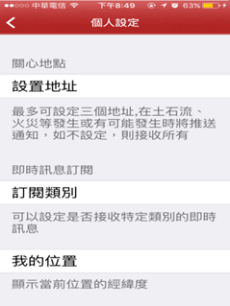 中華電信 下午8:49 63%
個人設定
關心地點
設置地址
最多可設定三個地址,在土石流、
火災等發生或有可能發生時將推送
通知，如不設定，則接收所有
即時訊息訂閱
訂閱類別
可以設定是否接收特定類別的即時
訊息
我的位置
顯示當前位置的經緯度